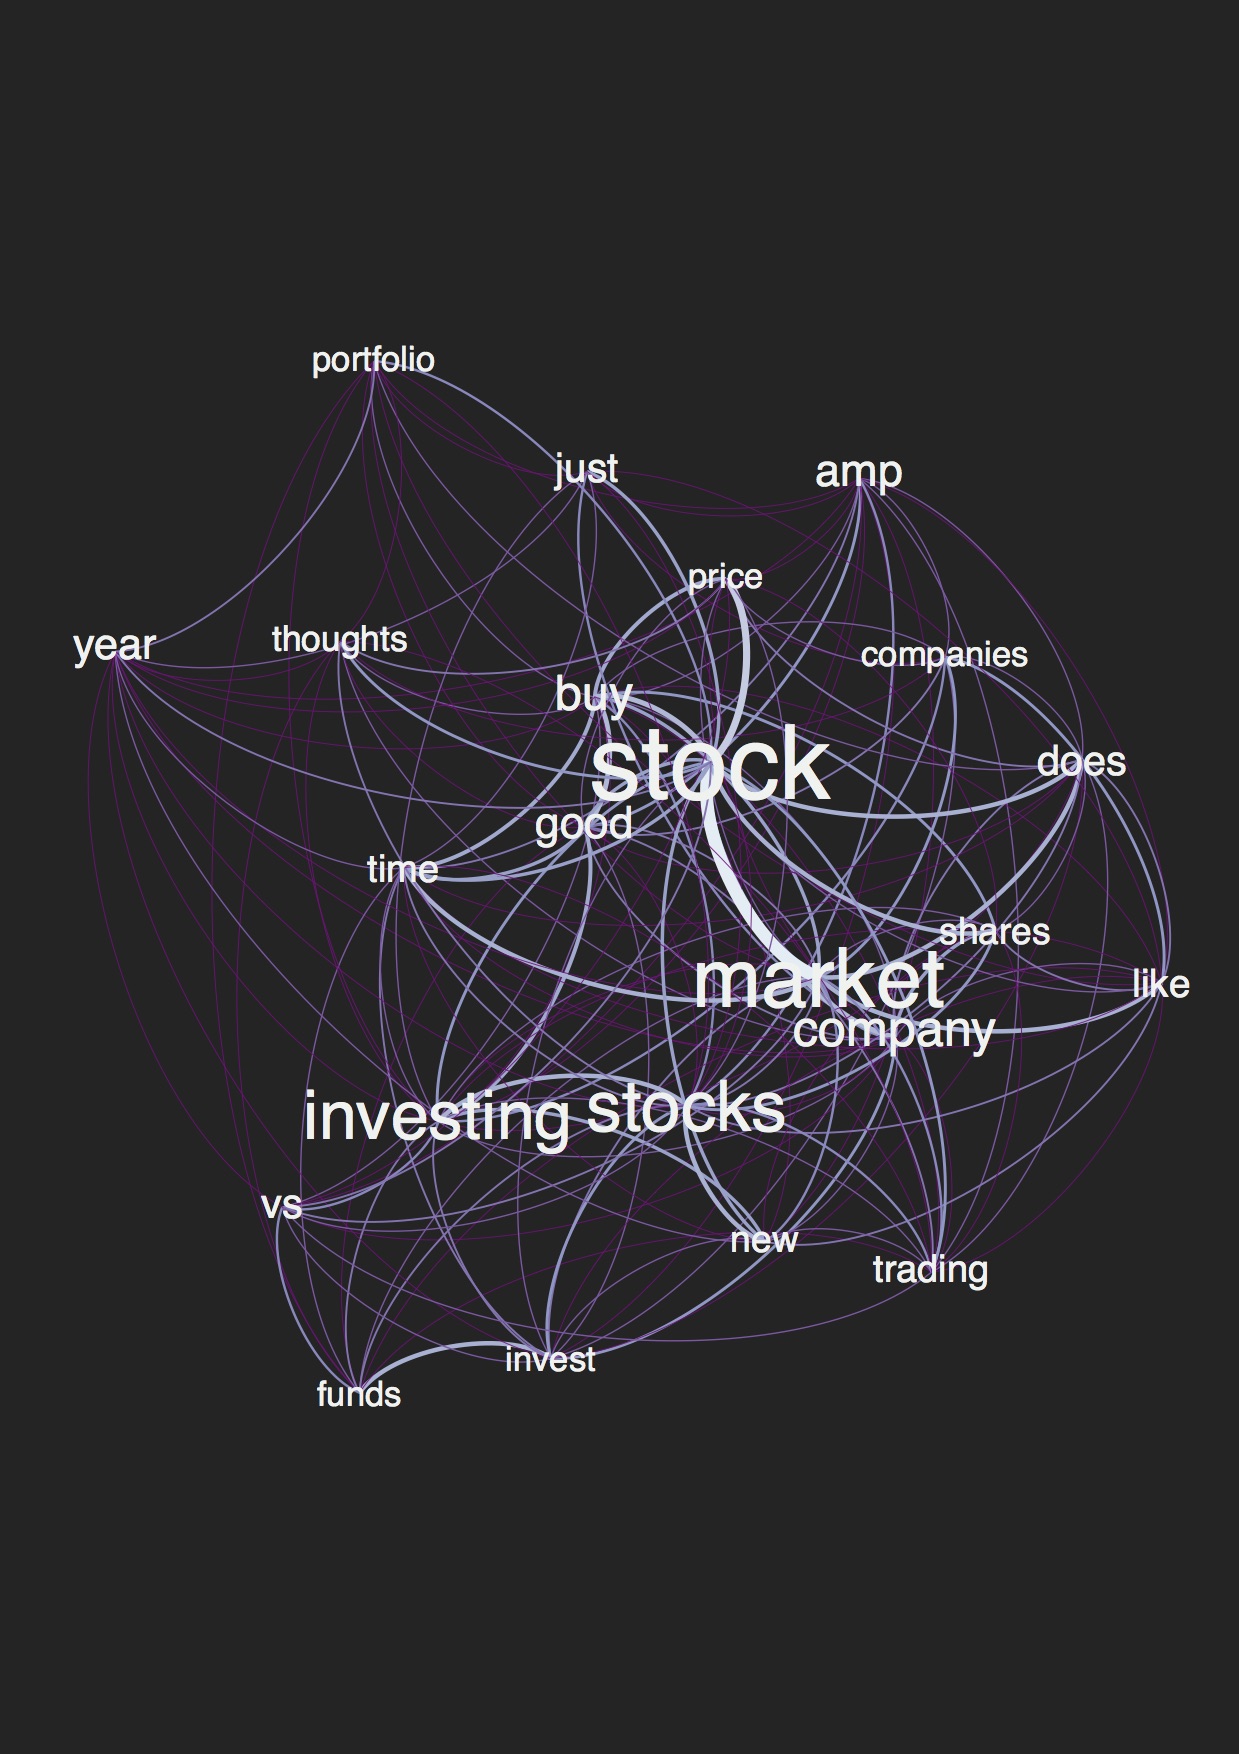 portfolio
just
amp
price
year
thoughts
companies
buy
stock
does
good
time
shares
market
like
company
investing
stocks
vs
new
trading
invest
funds